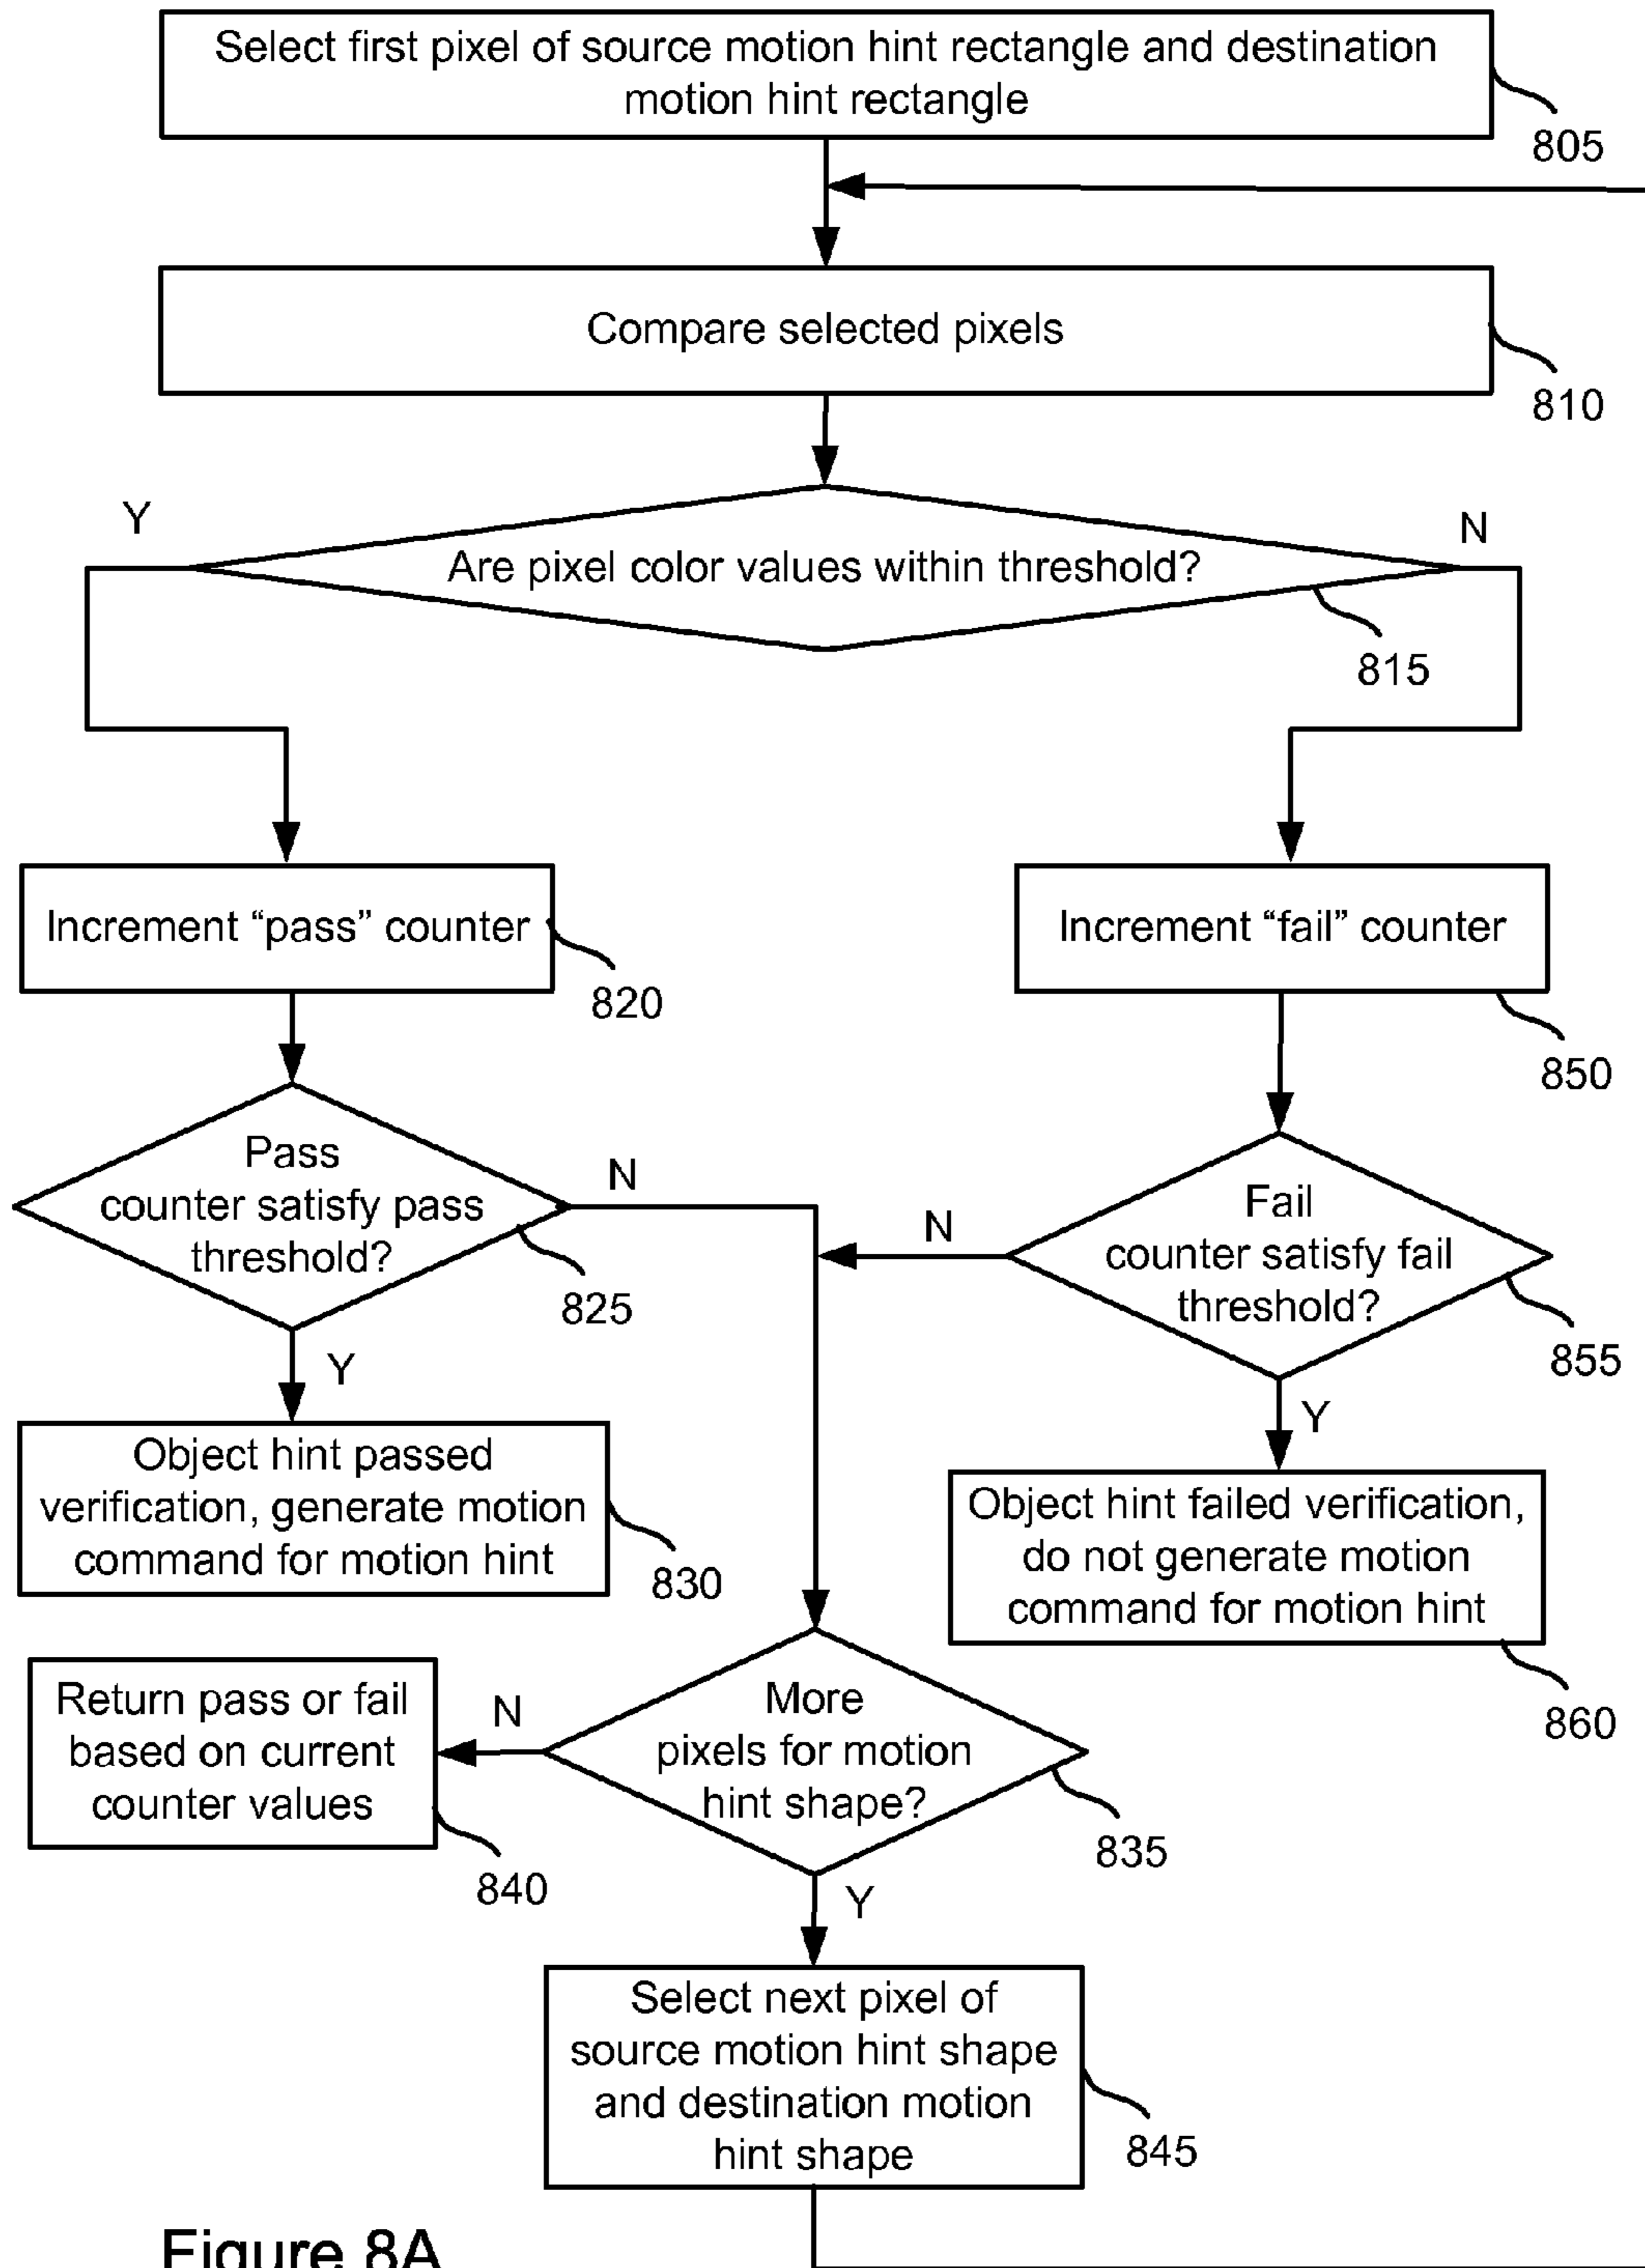 Select first pixel of source motion hint rectangle and destination
motion hint rectangle
805
Compare selected pixels
810
Y
N
Are pixel color values within threshold?
815
Increment “pass” counter
820
Increment “fail” counter
850
Pass
counter satisfy pass
threshold?
825
N
Y
Fail
counter satisfy fail
threshold?
855
N
Y
Object hint passed
verification, generate motion
command for motion hint
830
Object hint failed verification,
do not generate motion
command for motion hint
860
More
pixels for motion
hint shape?
835
N
Return pass or fail
based on current
counter values
840
Y
Select next pixel of
source motion hint shape
and destination motion
hint shape
845
Figure 8A